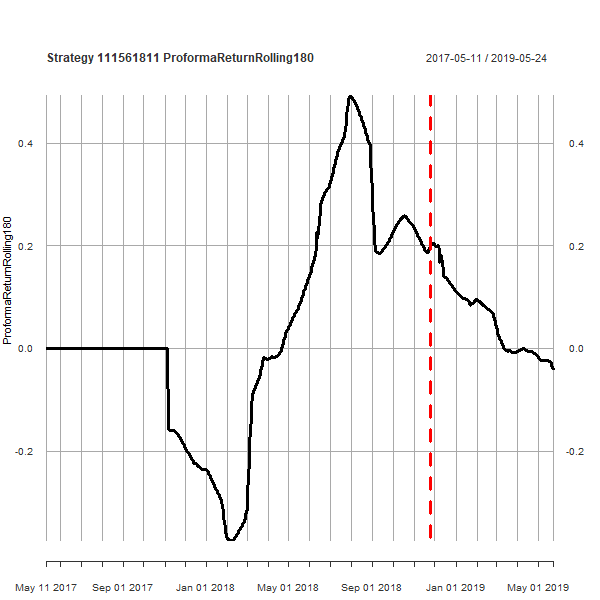 Strategy 111561811 ProformaReturnRolling180 2017-05-11 / 2019-05-24
ProformaReturnRolling180
0.4 0.4
0.2 0.2
0.0 0.0
-0.2 -0.2
May 11 2017 Sep 01 2017 Jan 01 2018 May 01 2018 Sep 01 2018 Jan 01 2019 May 01 2019